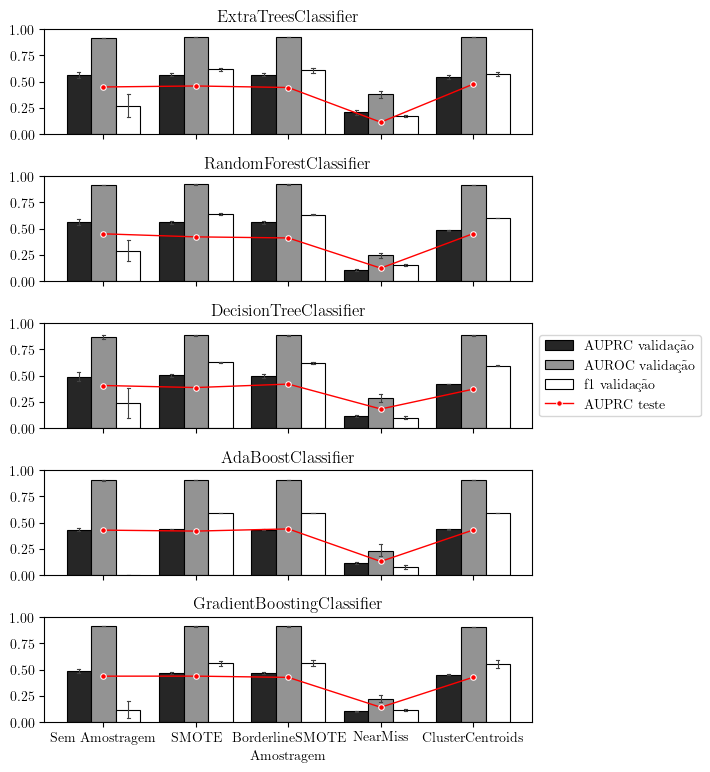 ExtraTreesClassifier
1.00
0.75
0.50
0.25
0.00
RandomForestClassifier
1.00
0.75
0.50
0.25
0.00
DecisionTreeClassifier
1.00
0.75
0.50
0.25
0.00
AUPRC validação
AUROC validação
f1 validação
AUPRC teste
AdaBoostClassifier
1.00
0.75
0.50
0.25
0.00
GradientBoostingClassifier
1.00
0.75
0.50
0.25
0.00
Sem Amostragem SMOTE BorderlineSMOTE NearMiss ClusterCentroids
Amostragem